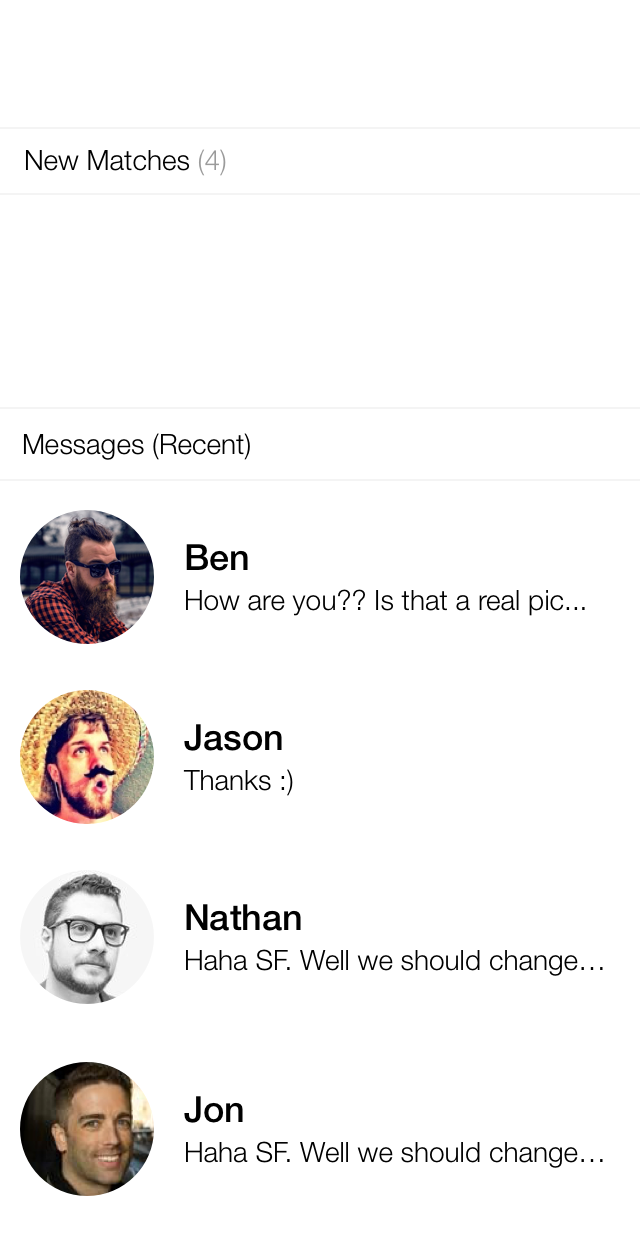 New Matches (4)
Messages (Recent)
Ben
How are you?? Is that a real pic...
Jason
Thanks :)
Nathan
Haha SF. Well we should change...
Jon
Haha SF. Well we should change...